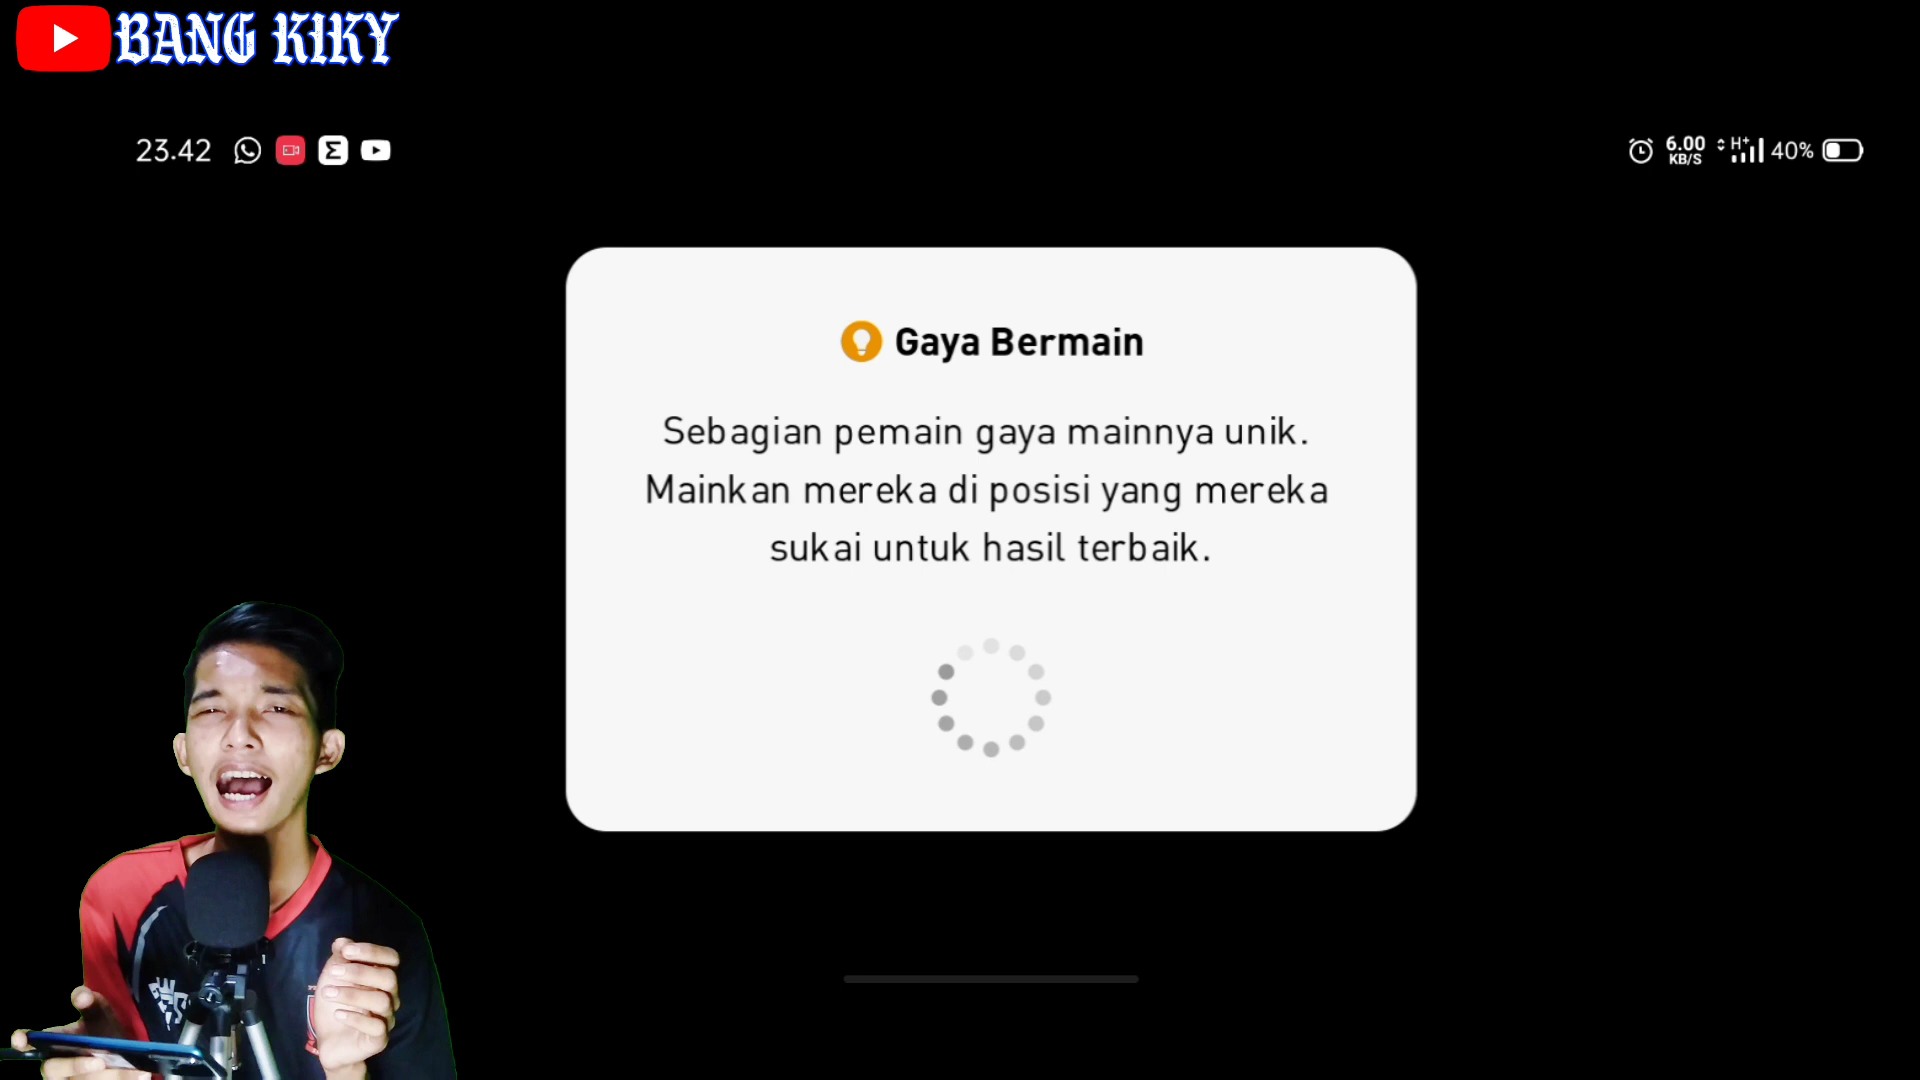 BANG KIKY
23.42
6.00
KB/S
H+
40%
Gaya Bermain
Sebagian pemain gaya mainnya unik.
Mainkan mereka di posisi yang mereka
sukai untuk hasil terbaik.